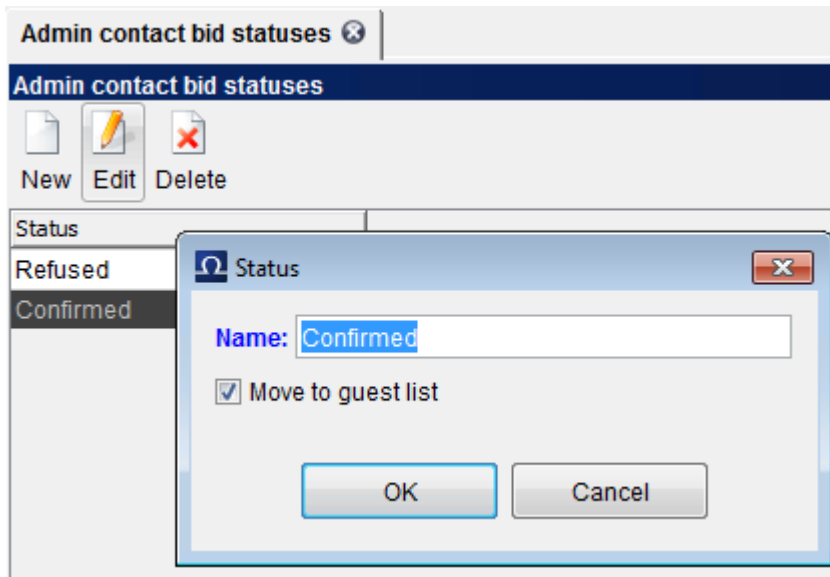 Admin contact bid statuses
Admin contact bid statuses
New Edit Delete
Status
Refused
Confirmed
Ω Status
Name: Confirmed
Move to guest list
OK Cancel